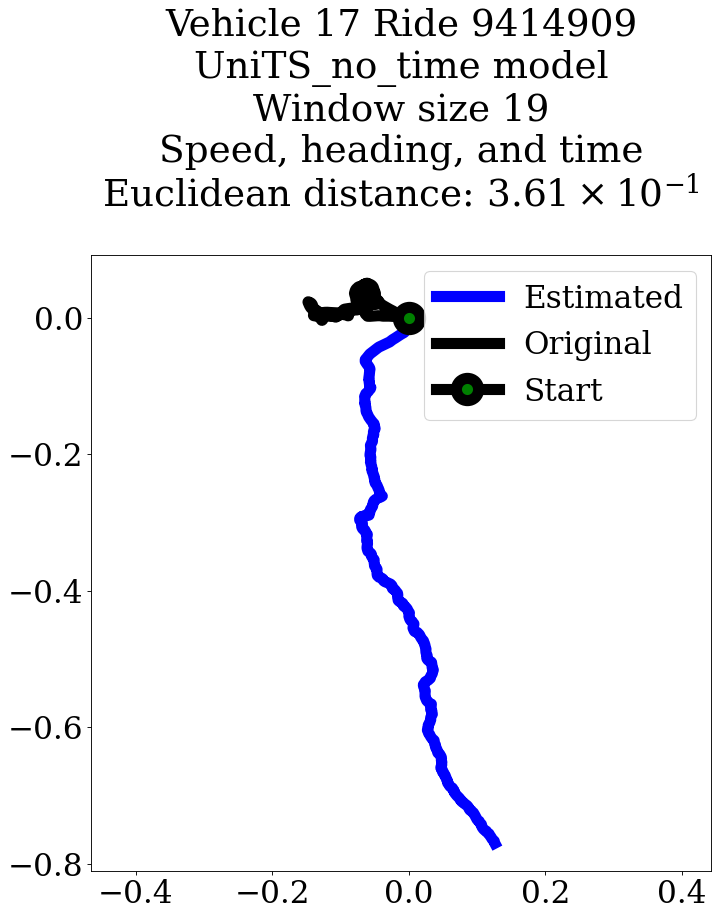 Vehicle 17 Ride 9414909
UniTS_no_time model
Window size 19
Speed, heading, and time
Euclidean distance: 3.61 × 10⁻¹
Estimated
Original
Start
0.0
−0.2
−0.4
−0.6
−0.8
−0.4 −0.2 0.0 0.2 0.4